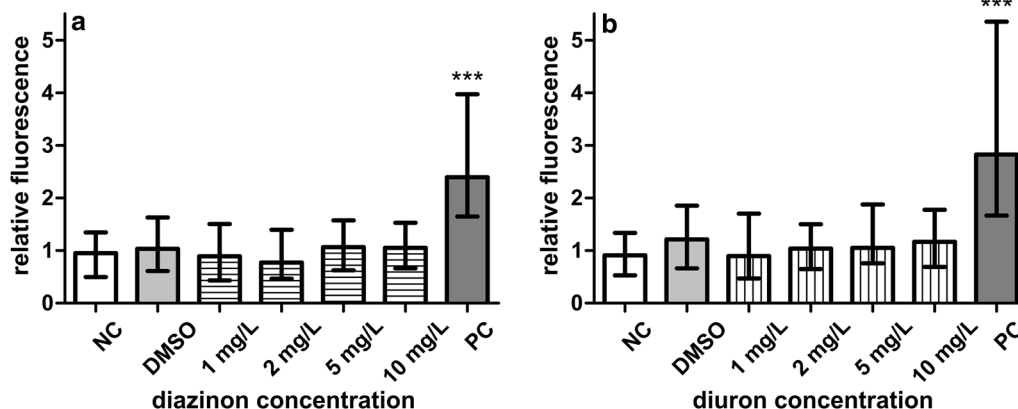 a
relative fluorescence
5
4
3
2
1
0
***
NC
DMSO
1 mg/L
2 mg/L
5 mg/L
10 mg/L
PC
diazinon concentration
b
relative fluorescence
5
4
3
2
1
0
***
NC
DMSO
1 mg/L
2 mg/L
5 mg/L
10 mg/L
PC
diuron concentration